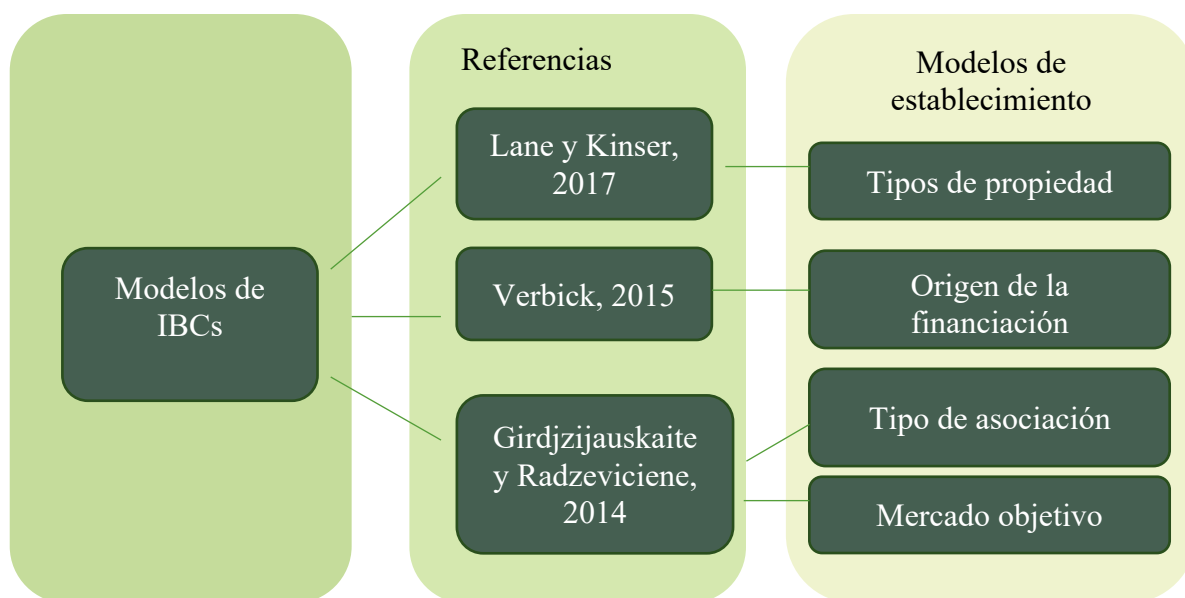 Modelos de
IBCs
Referencias
Lane y Kinser,
2017
Verbick, 2015
Girdjzijauskaite
y Radzeviciene,
2014
Modelos de
establecimiento
Tipos de propiedad
Origen de la
financiación
Tipo de asociación
Mercado objetivo